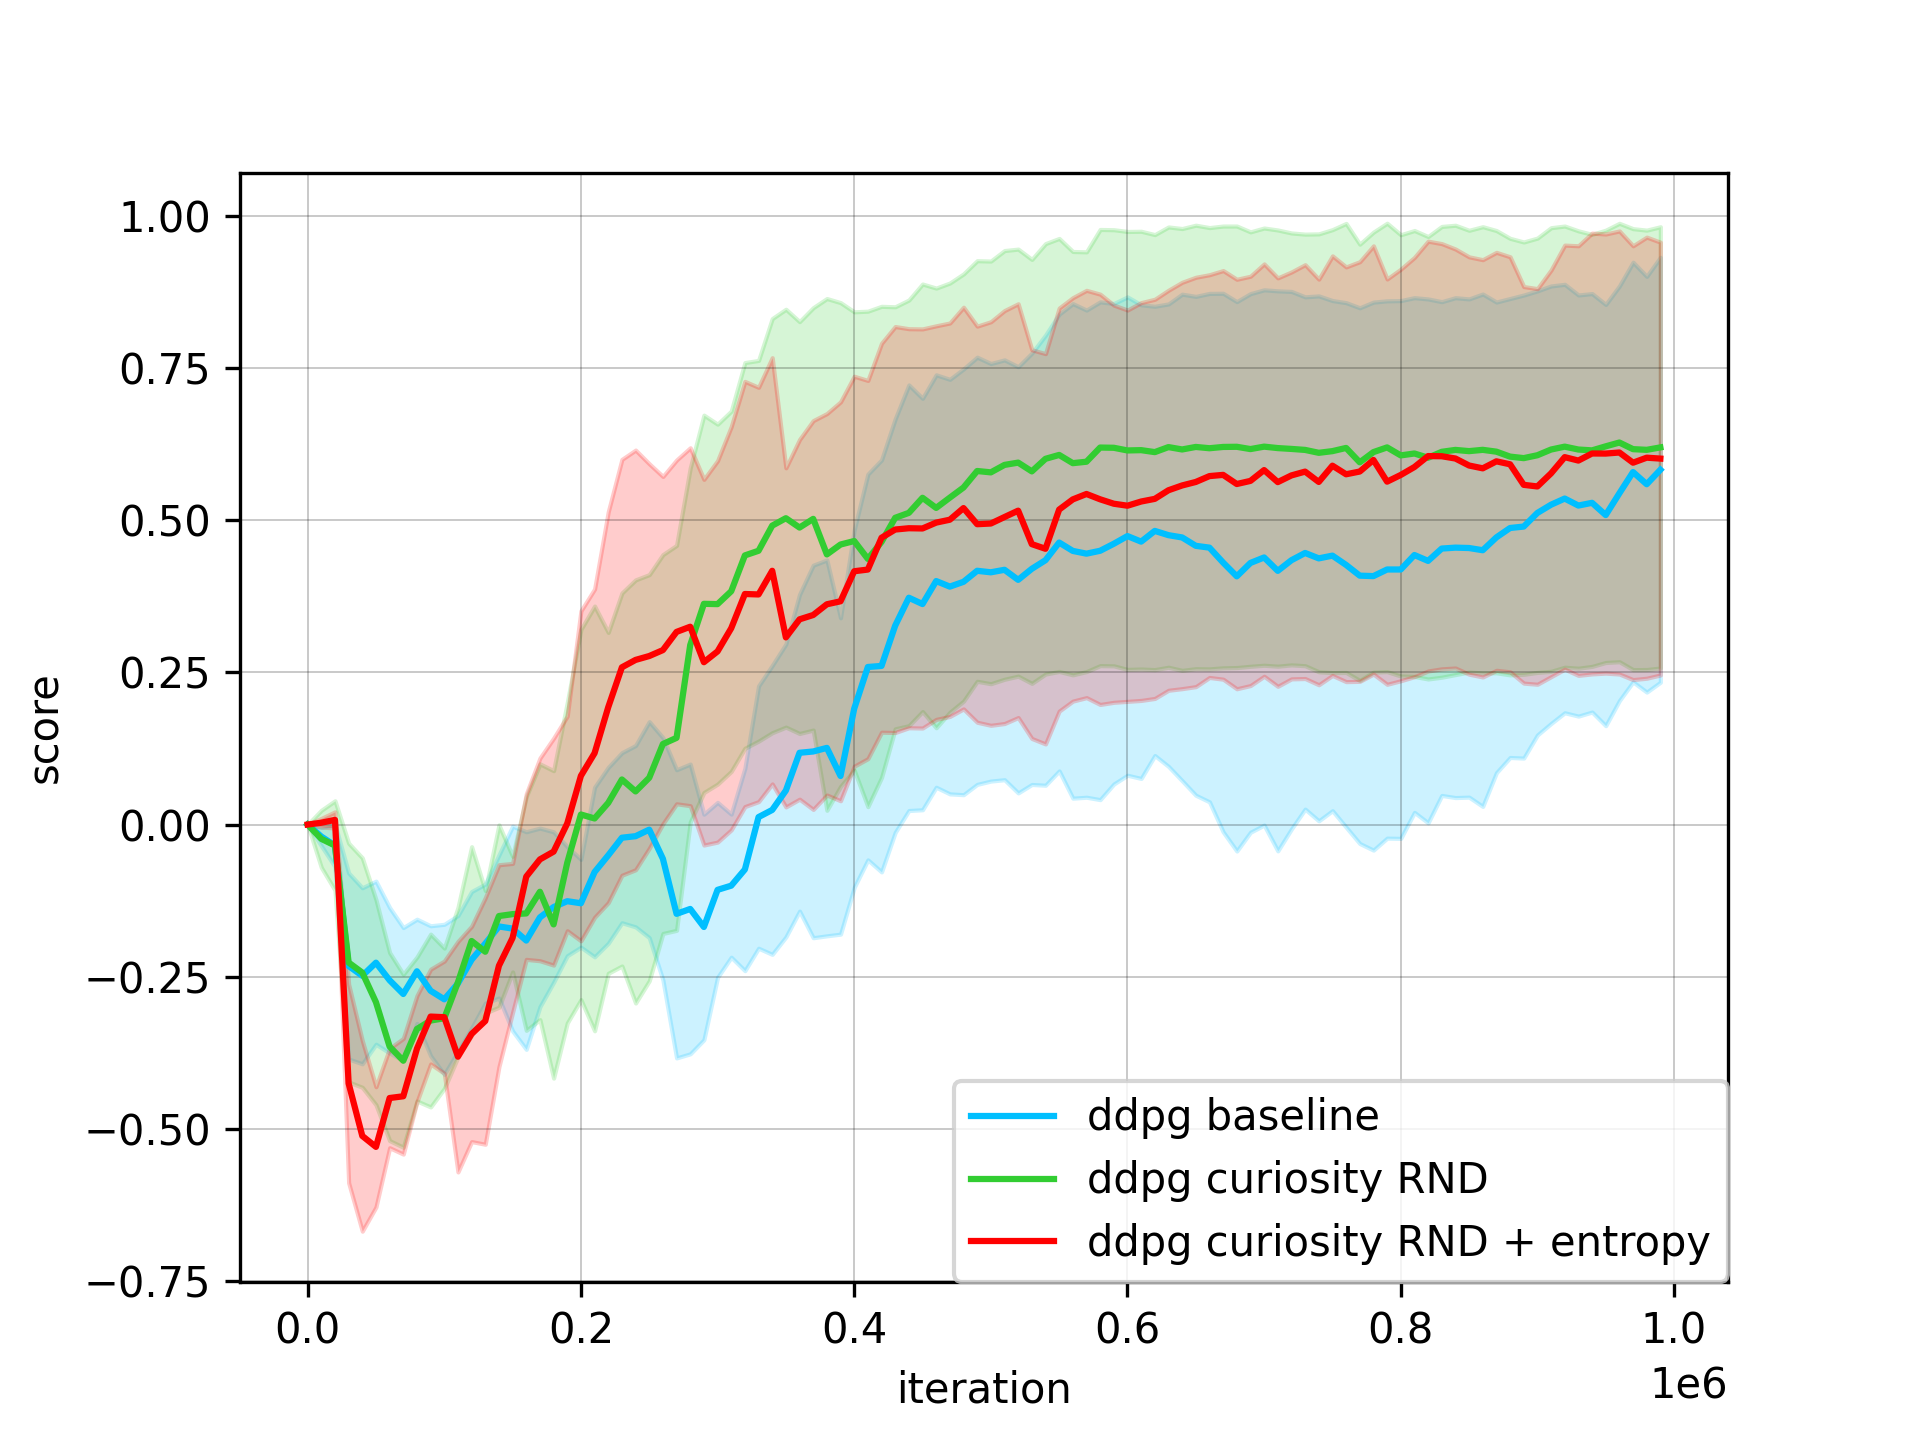 1.00
0.75
0.50
0.25
0.00
−0.25
−0.50
−0.75
score
ddpg baseline
ddpg curiosity RND
ddpg curiosity RND + entropy
0.0 0.2 0.4 0.6 0.8 1.0
iteration
1e6